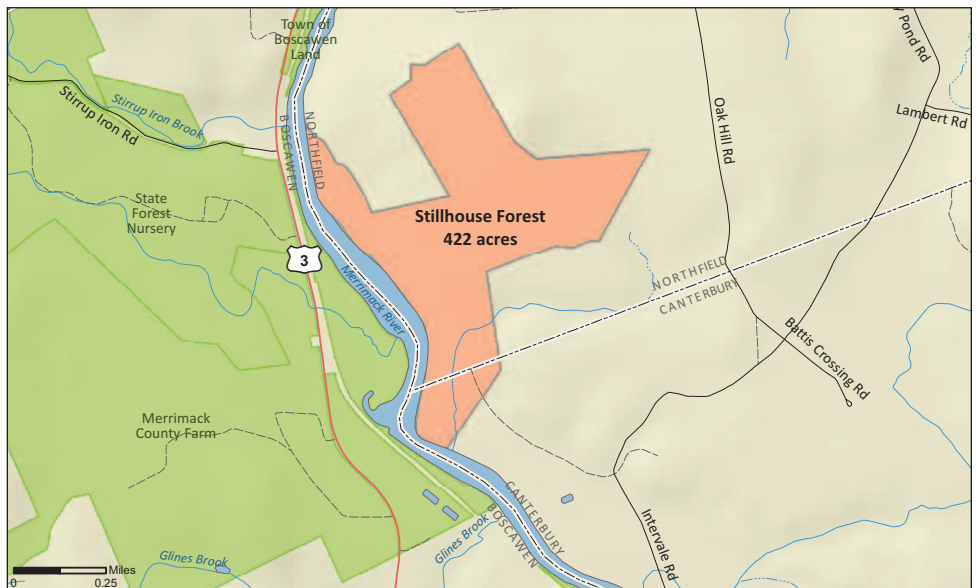 Town of
Boscawen
Land
Stirrup Iron Brook
Stirrup Iron Rd
BOSCAWEN
NORTHFIELD
Oak Hill Rd
Pond Rd
Lambert Rd
State
Forest
Nursery
Stillhouse Forest
422 acres
3
Merrimack River
NORTHFIELD
CANTERBURY
Battis Crossing Rd
Merrimack
County Farm
CANTERBURY
BOSCAWEN
Glines Brook
Intervale Rd
Glines Brook
Miles
0
0.25